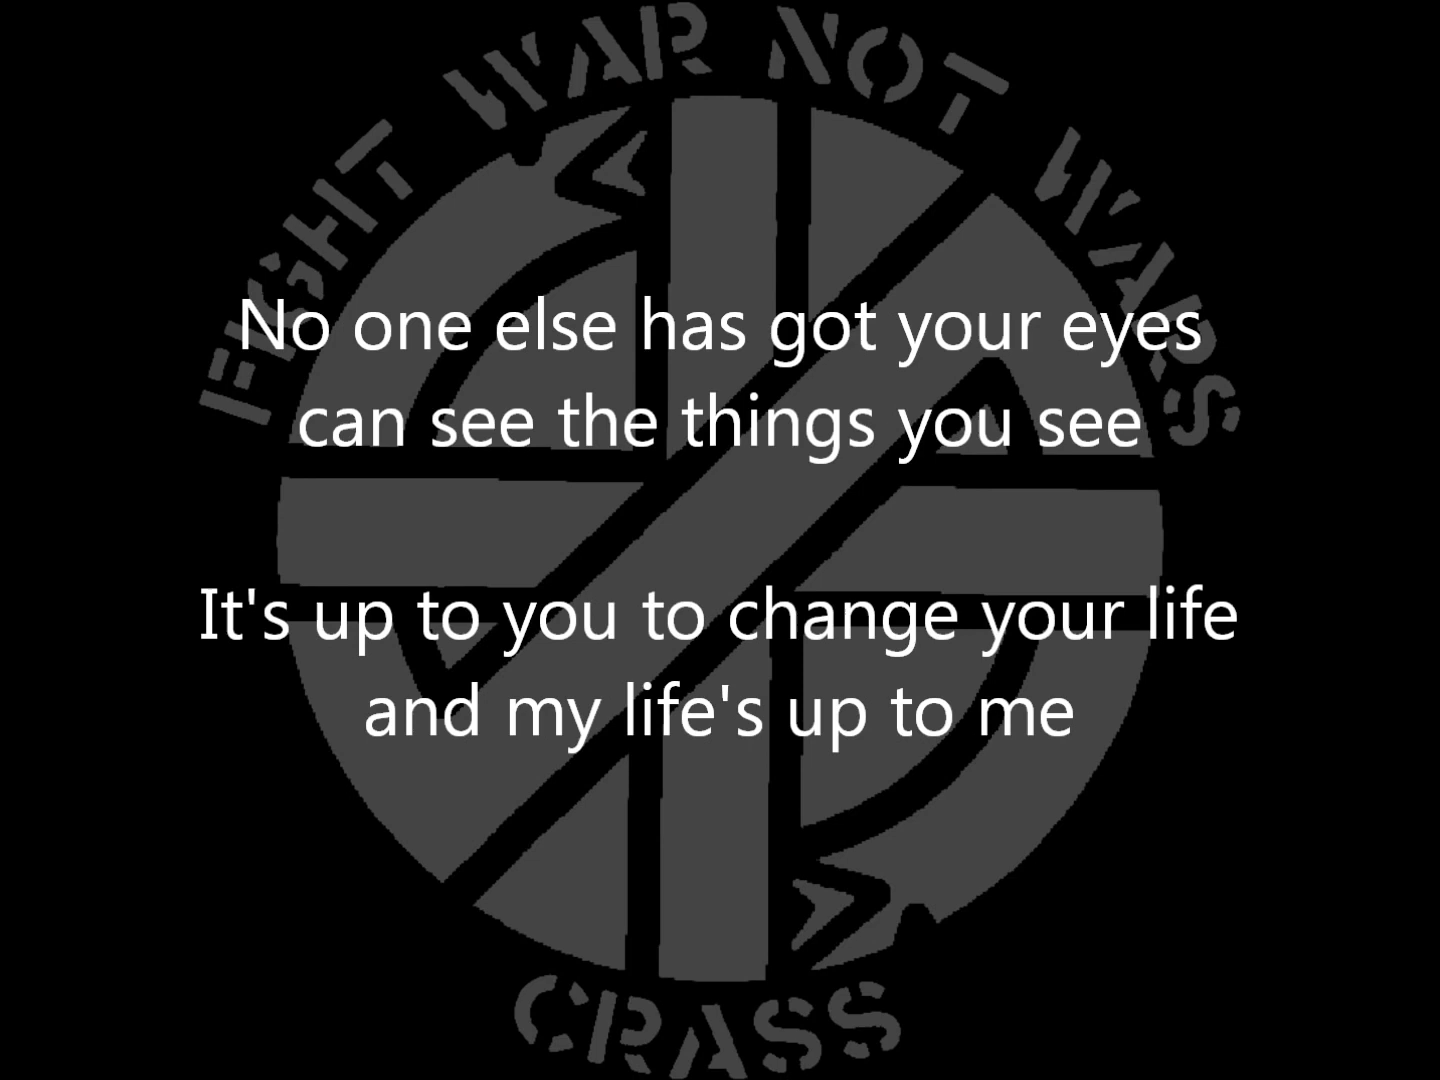 FIGHT WAR NOT WARS
No one else has got your eyes
can see the things you see
It's up to you to change your life
and my life's up to me
CRASS